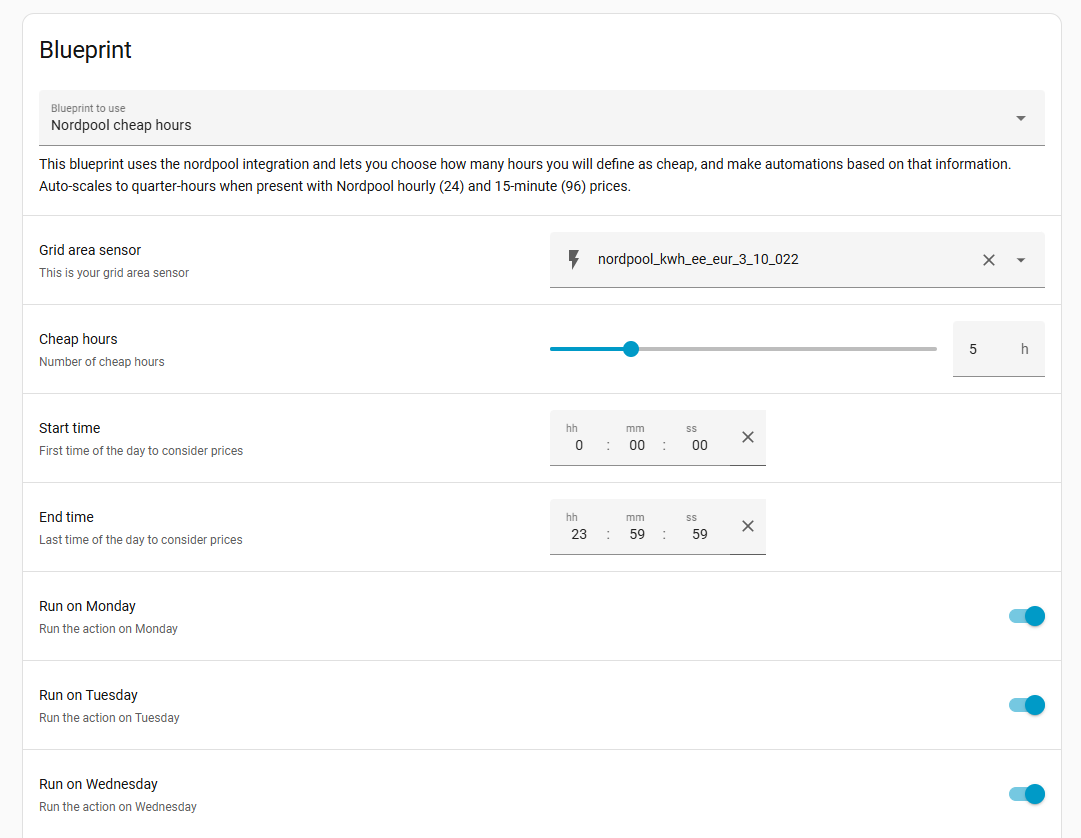 Blueprint
Blueprint to use
Nordpool cheap hours
This blueprint uses the nordpool integration and lets you choose how many hours you will define as cheap, and make automations based on that information.
Auto-scales to quarter-hours when present with Nordpool hourly (24) and 15-minute (96) prices.
Grid area sensor
This is your grid area sensor
nordpool_kwh_ee_eur_3_10_022
Cheap hours
Number of cheap hours
5 h
Start time
First time of the day to consider prices
hh mm ss
0 : 00 : 00
End time
Last time of the day to consider prices
hh mm ss
23 : 59 : 59
Run on Monday
Run the action on Monday
Run on Tuesday
Run the action on Tuesday
Run on Wednesday
Run the action on Wednesday